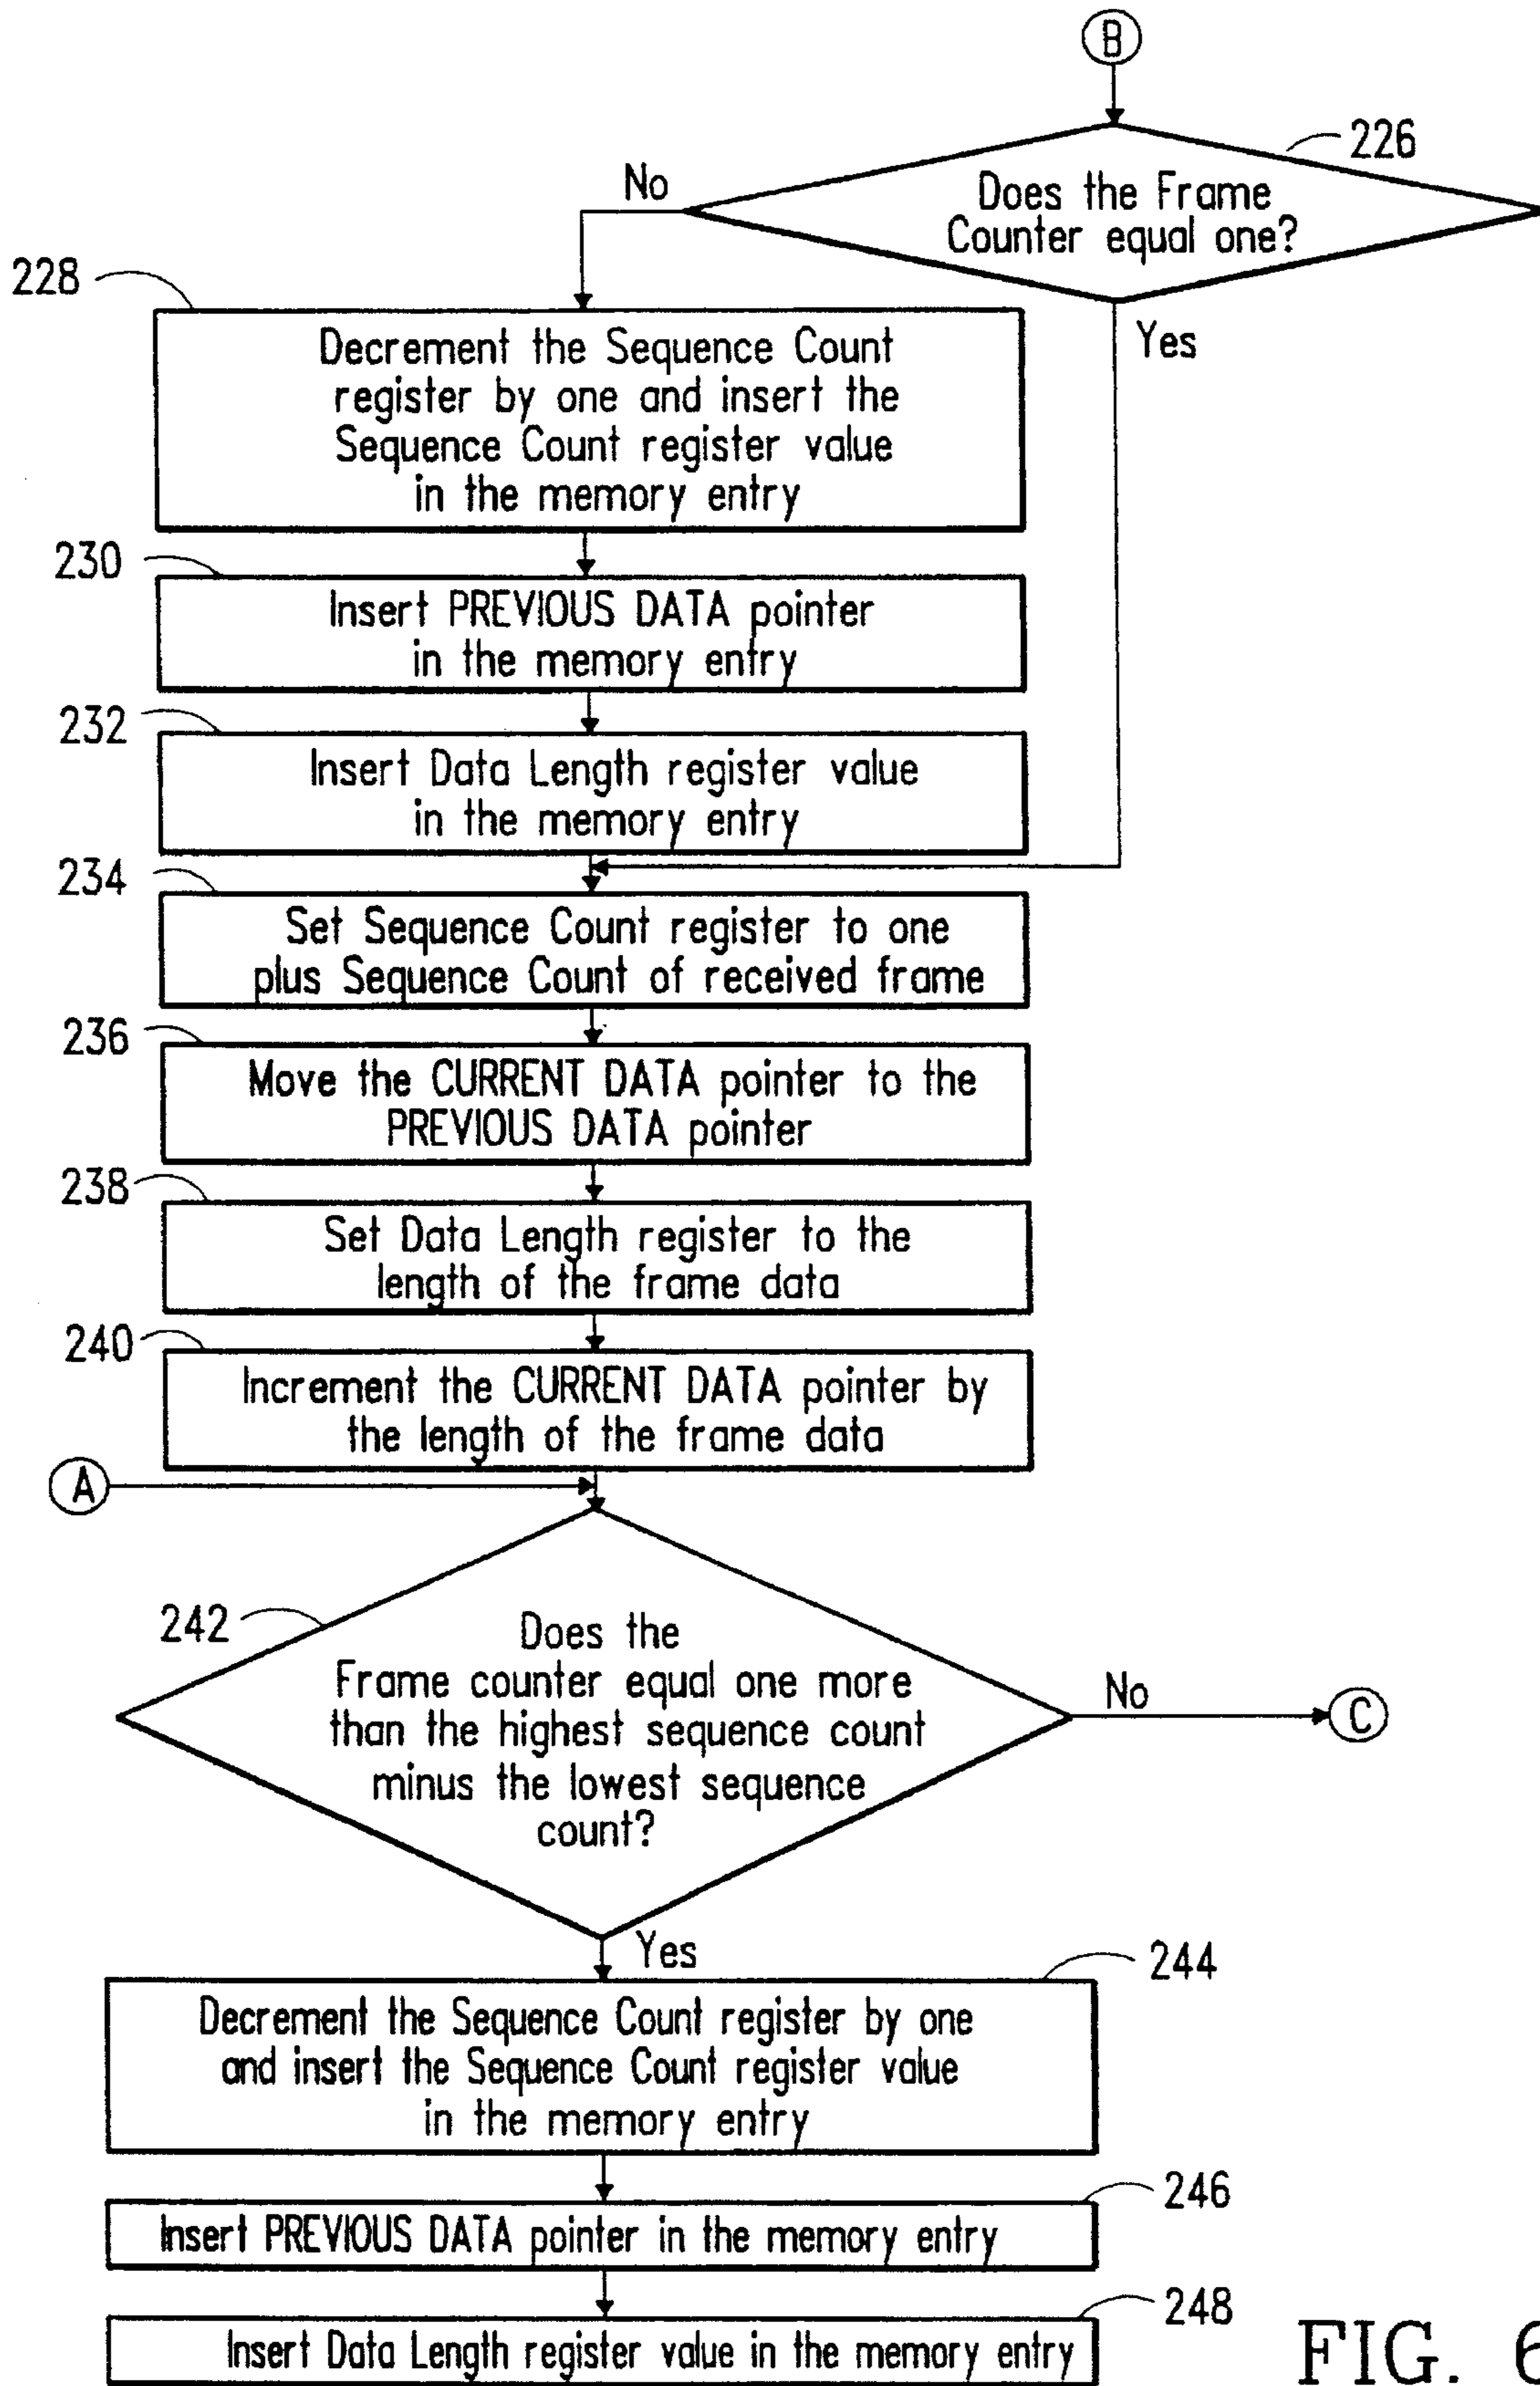 B
226
Does the Frame
Counter equal one?
No
Yes
228
Decrement the Sequence Count
register by one and insert the
Sequence Count register value
in the memory entry
230
Insert PREVIOUS DATA pointer
in the memory entry
232
Insert Data Length register value
in the memory entry
234
Set Sequence Count register to one
plus Sequence Count of received frame
236
Move the CURRENT DATA pointer to the
PREVIOUS DATA pointer
238
Set Data Length register to the
length of the frame data
240
Increment the CURRENT DATA pointer by
the length of the frame data
A
242
Does the
Frame counter equal one more
than the highest sequence count
minus the lowest sequence
count?
No
C
Yes
244
Decrement the Sequence Count register by one
and insert the Sequence Count register value
in the memory entry
246
Insert PREVIOUS DATA pointer in the memory entry
248
Insert Data Length register value in the memory entry
FIG. 6